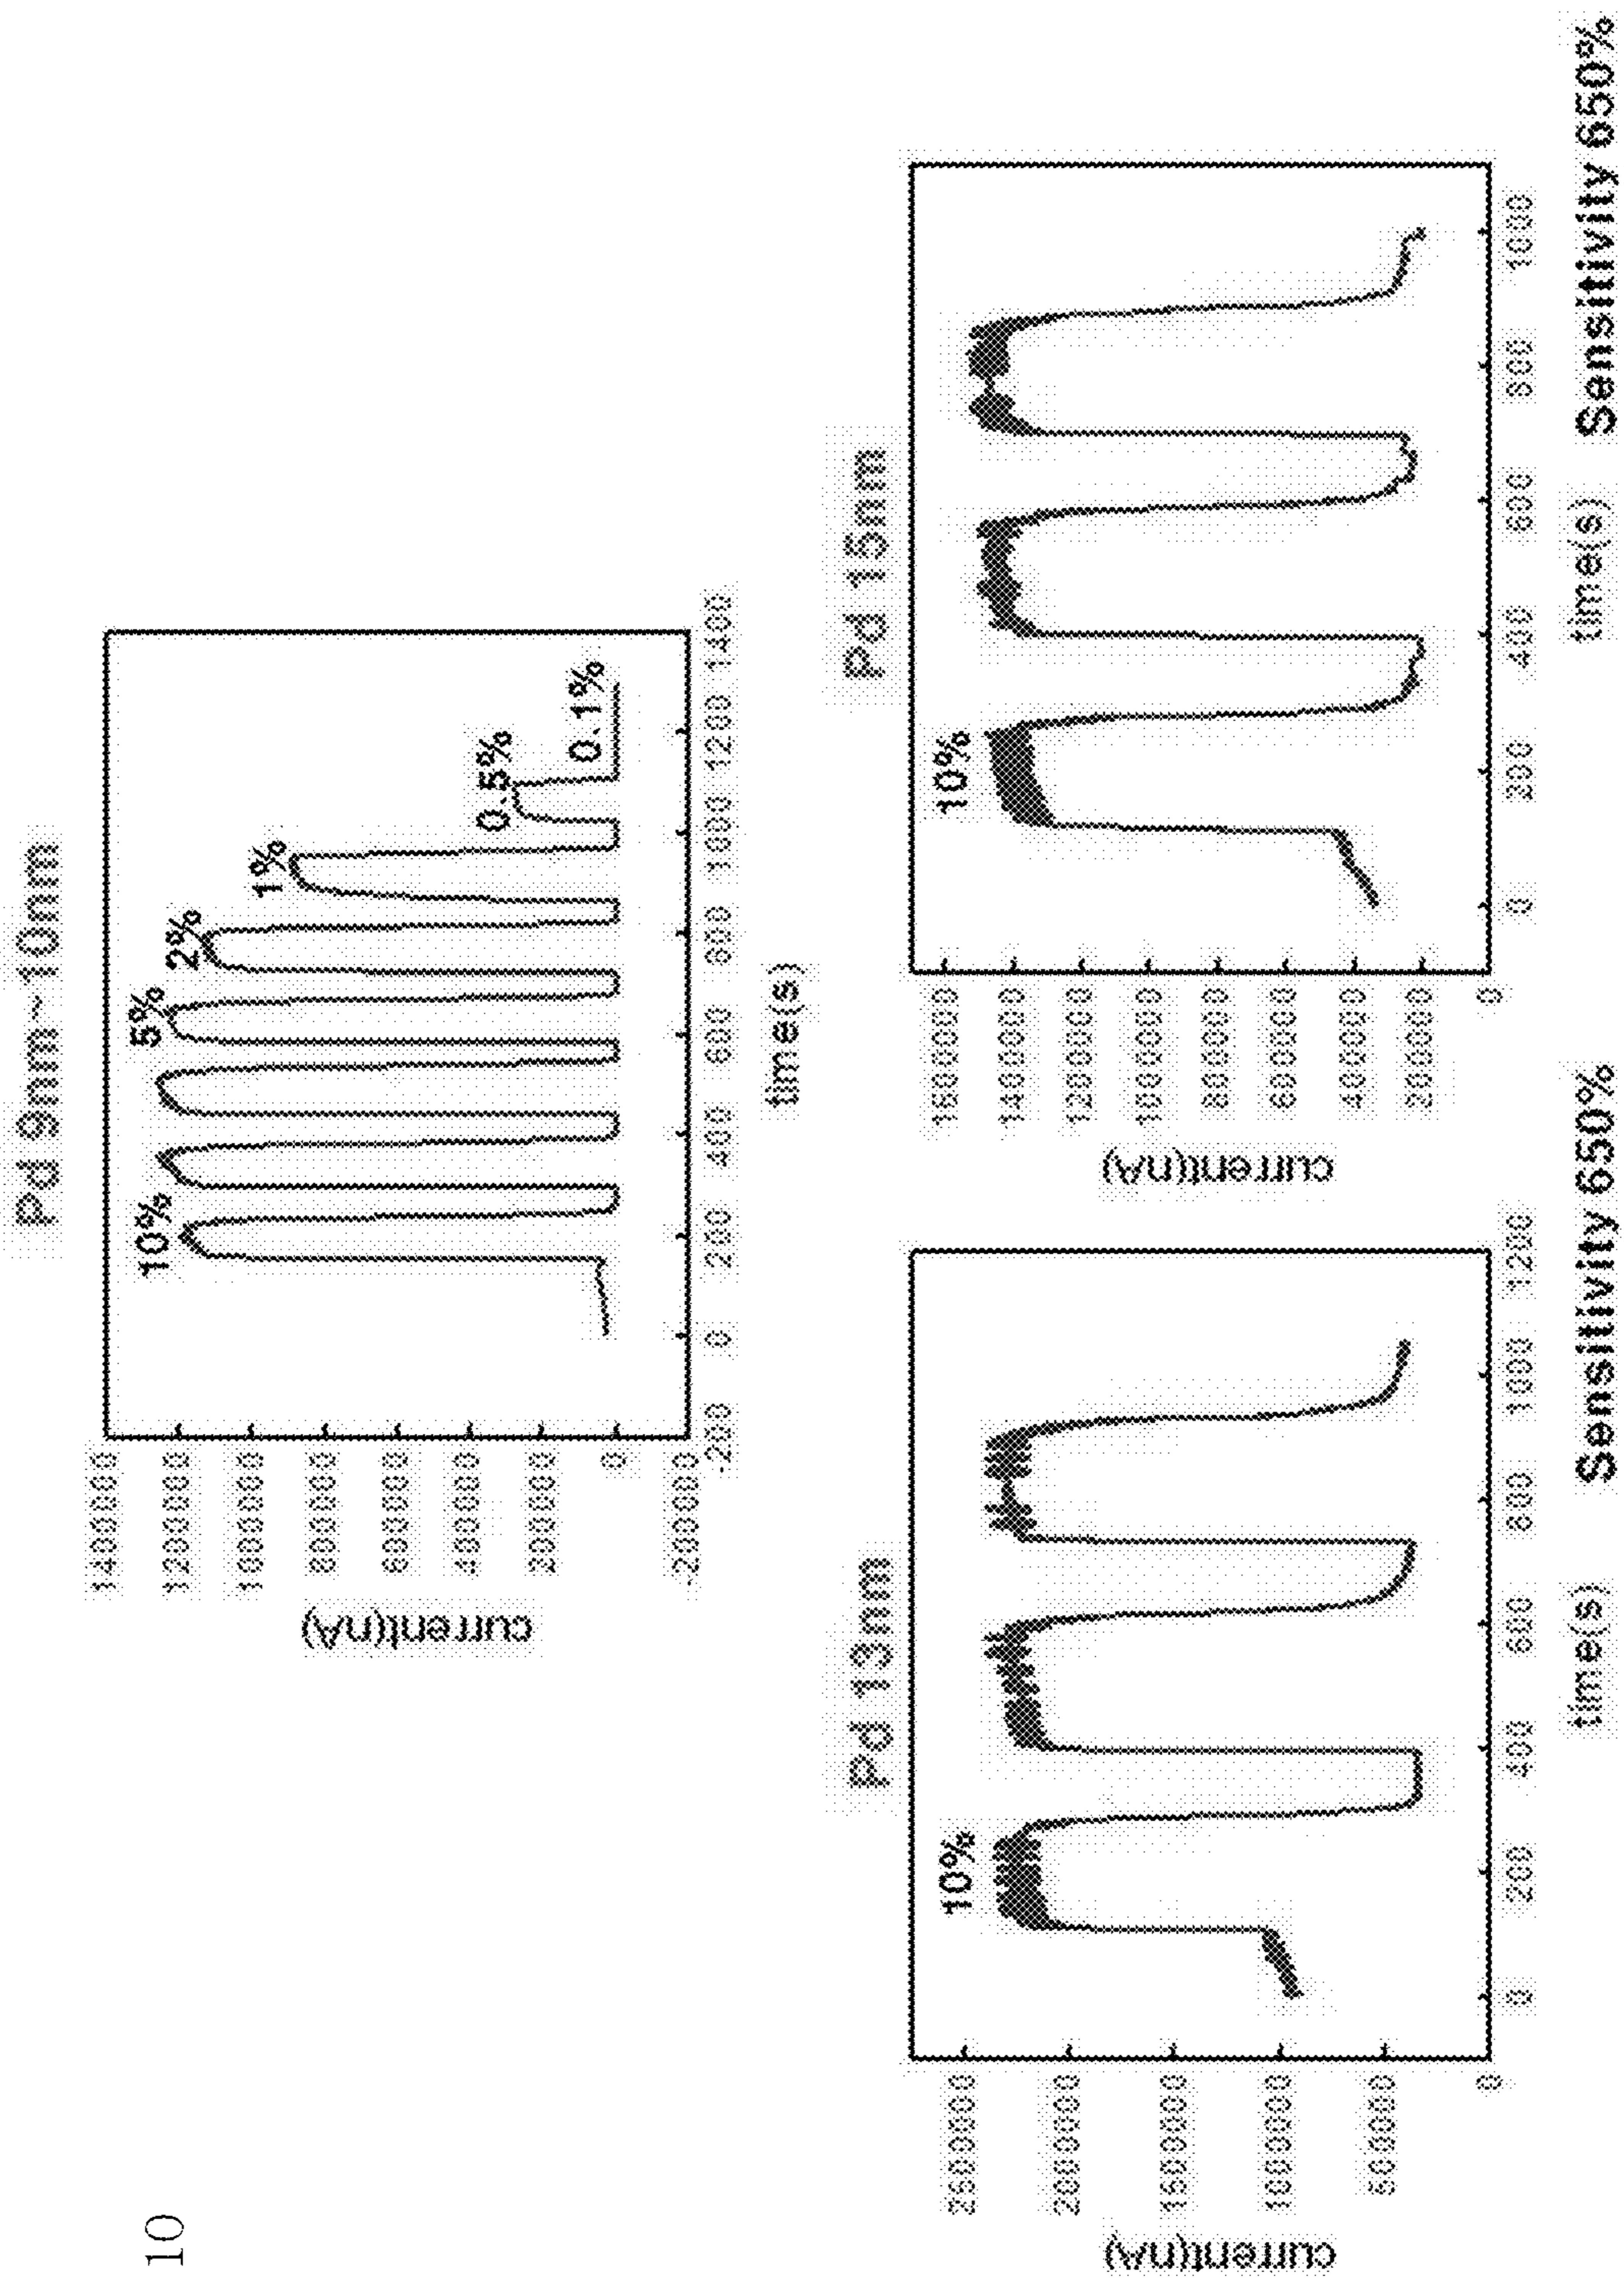 10
Pd 9nm~10nm
current(nA)
1400000
1200000
1000000
800000
600000
400000
200000
0
-200000
10%
5%
2%
1%
0.5%
0.1%
-200 0 200 400 600 800 1000 1200 1400
time(s)
Pd 13nm
current(nA)
2500000
2000000
1500000
1000000
500000
0
10%
0 200 400 600 800 1000 1200
time(s)
Sensitivity 650%
Pd 15nm
current(nA)
1600000
1400000
1200000
1000000
800000
600000
400000
200000
0
10%
0 200 400 600 800 1000
time(s)
Sensitivity 650%